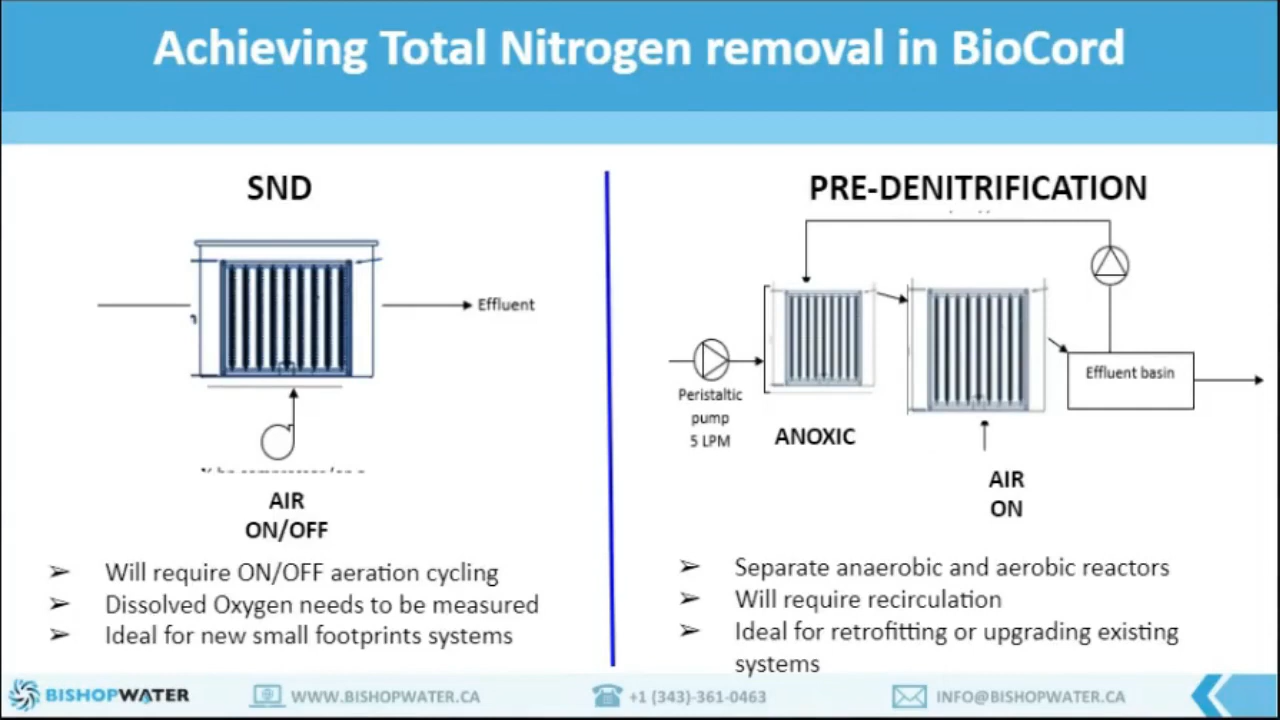 Achieving Total Nitrogen removal in BioCord
SND
Effluent
AIR
ON/OFF
➢ Will require ON/OFF aeration cycling
➢ Dissolved Oxygen needs to be measured
➢ Ideal for new small footprints systems
PRE-DENITRIFICATION
Peristaltic
pump
5 LPM
ANOXIC
Effluent basin
AIR
ON
➢ Separate anaerobic and aerobic reactors
➢ Will require recirculation
➢ Ideal for retrofitting or upgrading existing
systems
BISHOPWATER
WWW.BISHOPWATER.CA
+1 (343)-361-0463
INFO@BISHOPWATER.CA